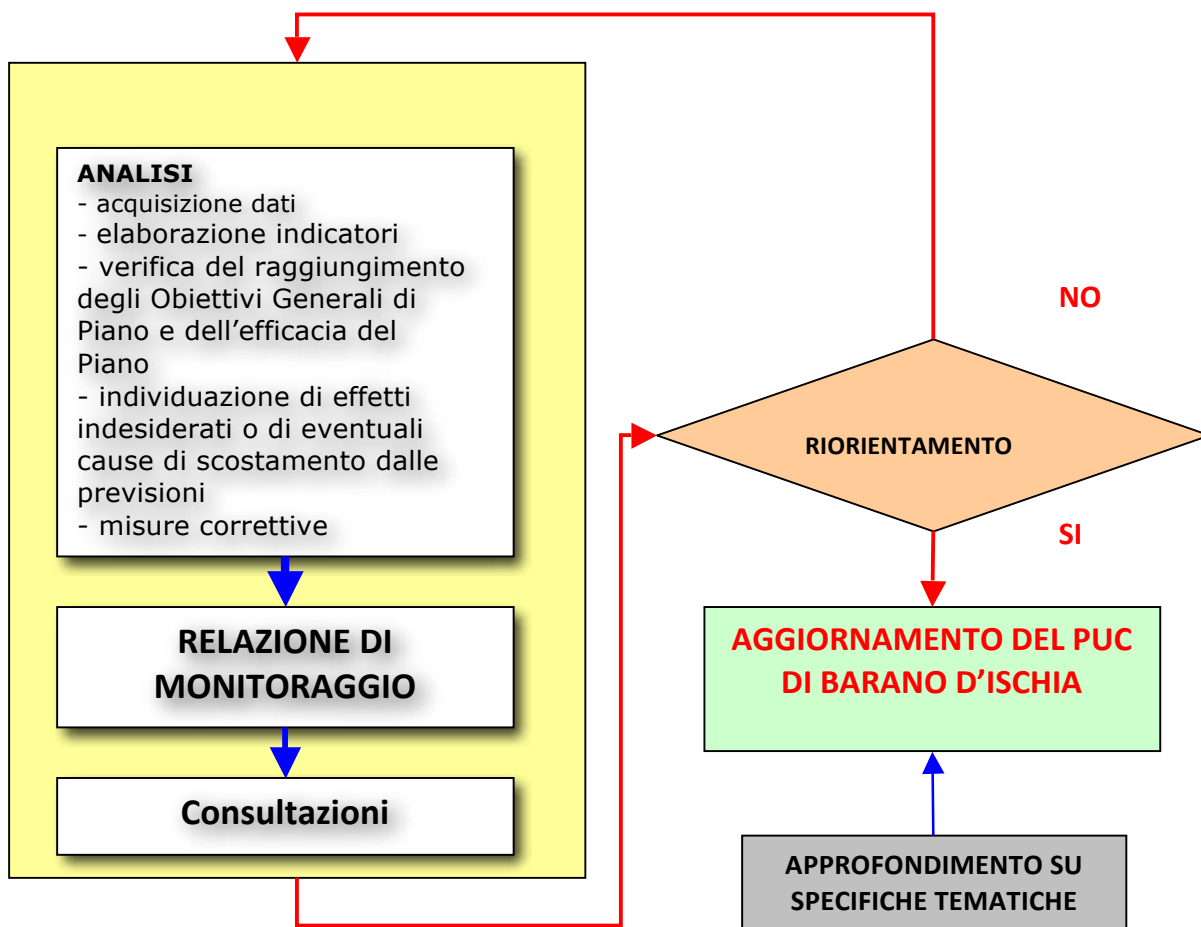 ANALISI
- acquisizione dati
- elaborazione indicatori
- verifica del raggiungimento
degli Obiettivi Generali di
Piano e dell’efficacia del
Piano
- individuazione di effetti
indesiderati o di eventuali
cause di scostamento dalle
previsioni
- misure correttive
RELAZIONE DI
MONITORAGGIO
Consultazioni
NO
RIORIENTAMENTO
SI
AGGIORNAMENTO DEL PUC
DI BARANO D’ISCHIA
APPROFONDIMENTO SU
SPECIFICHE TEMATICHE